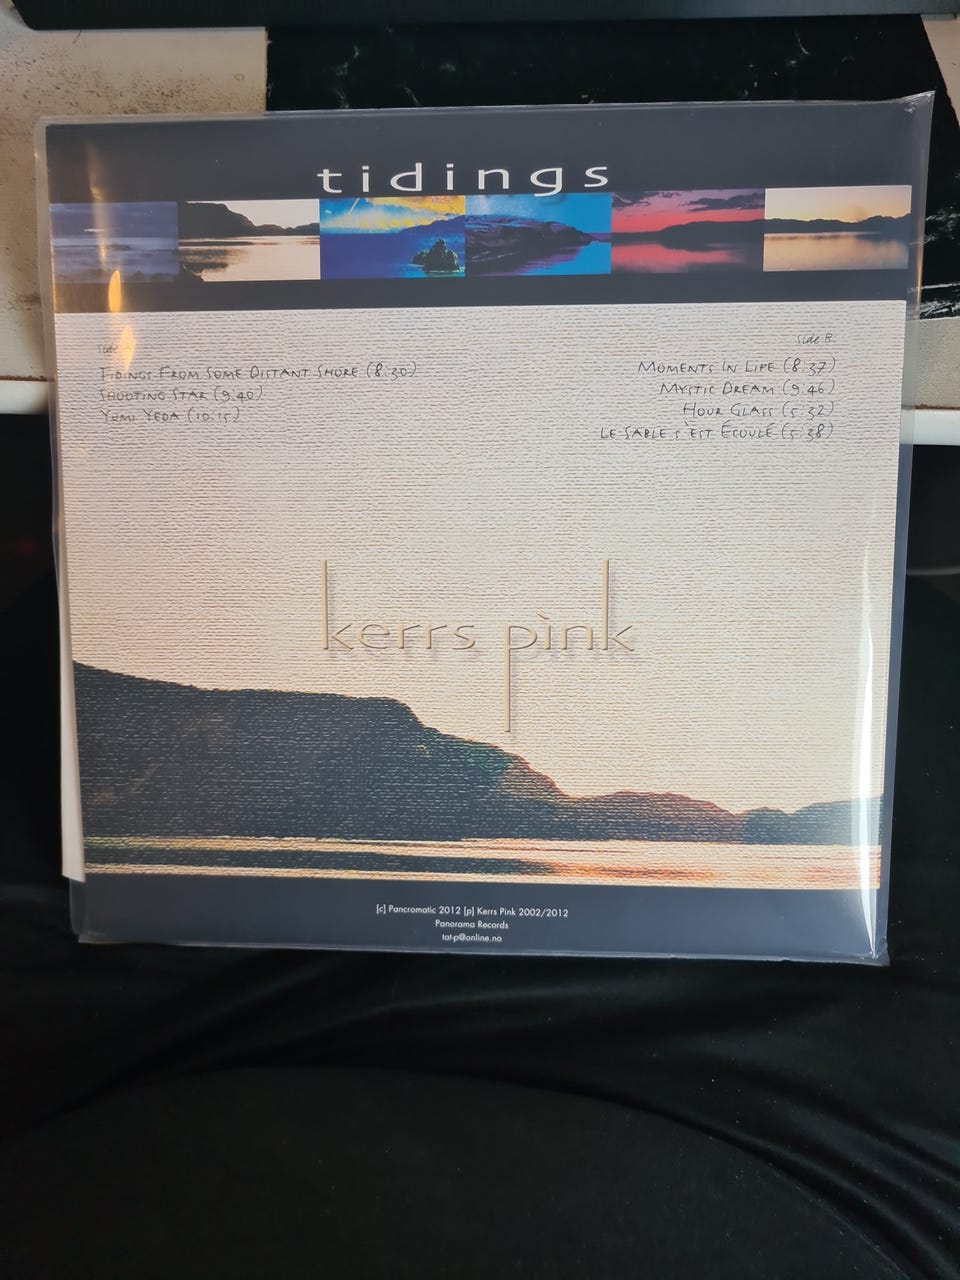 tidings
Side
Tidings From Some Distant Shore (8:30)
Shooting Star (9:40)
Yumi Yeda (10:15)
Side B
Moments In Life (8:37)
Mystic Dream (9:46)
Hour Glass (5:32)
Le Sable s'est Écoulé (5:38)
kerrs pink
[c] Pancromatic 2012 [p] Kerrs Pink 2002/2012
Panorama Records
tat-p@online.no